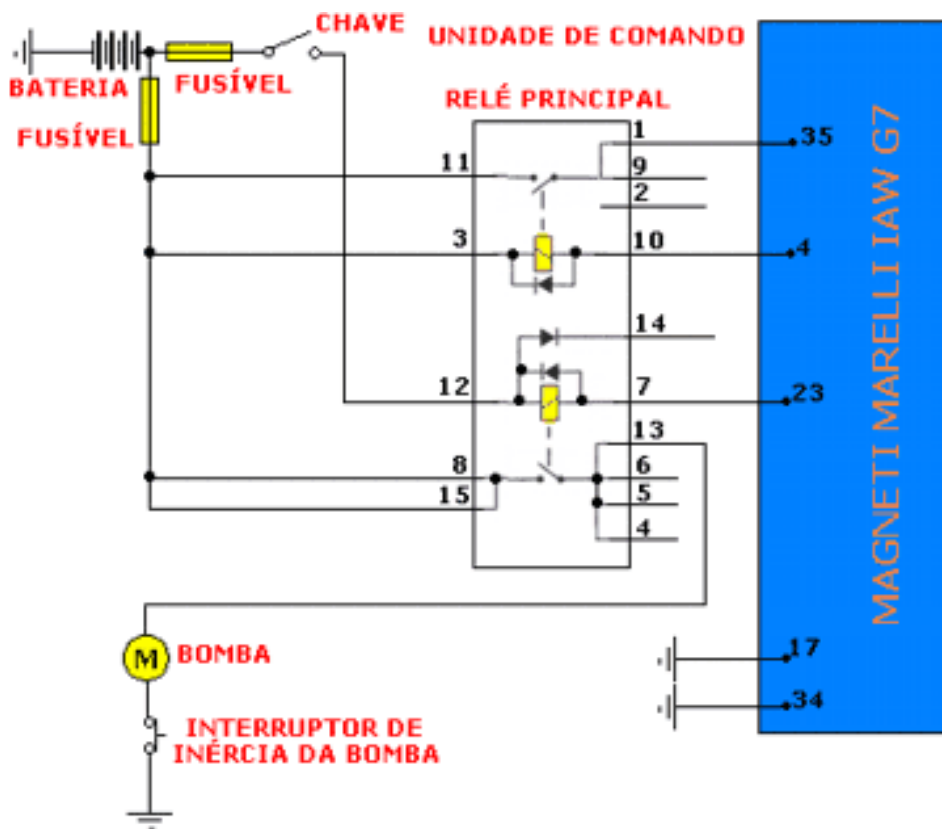 CHAVE
UNIDADE DE COMANDO
BATERIA
FUSÍVEL
FUSÍVEL
RELÉ PRINCIPAL
1
35
11
9
2
3
10
4
14
12
7
23
13
8
6
15
5
4
MAGNETI MARELLI IAW G7
M
BOMBA
17
34
INTERRUPTOR DE
INÉRCIA DA BOMBA